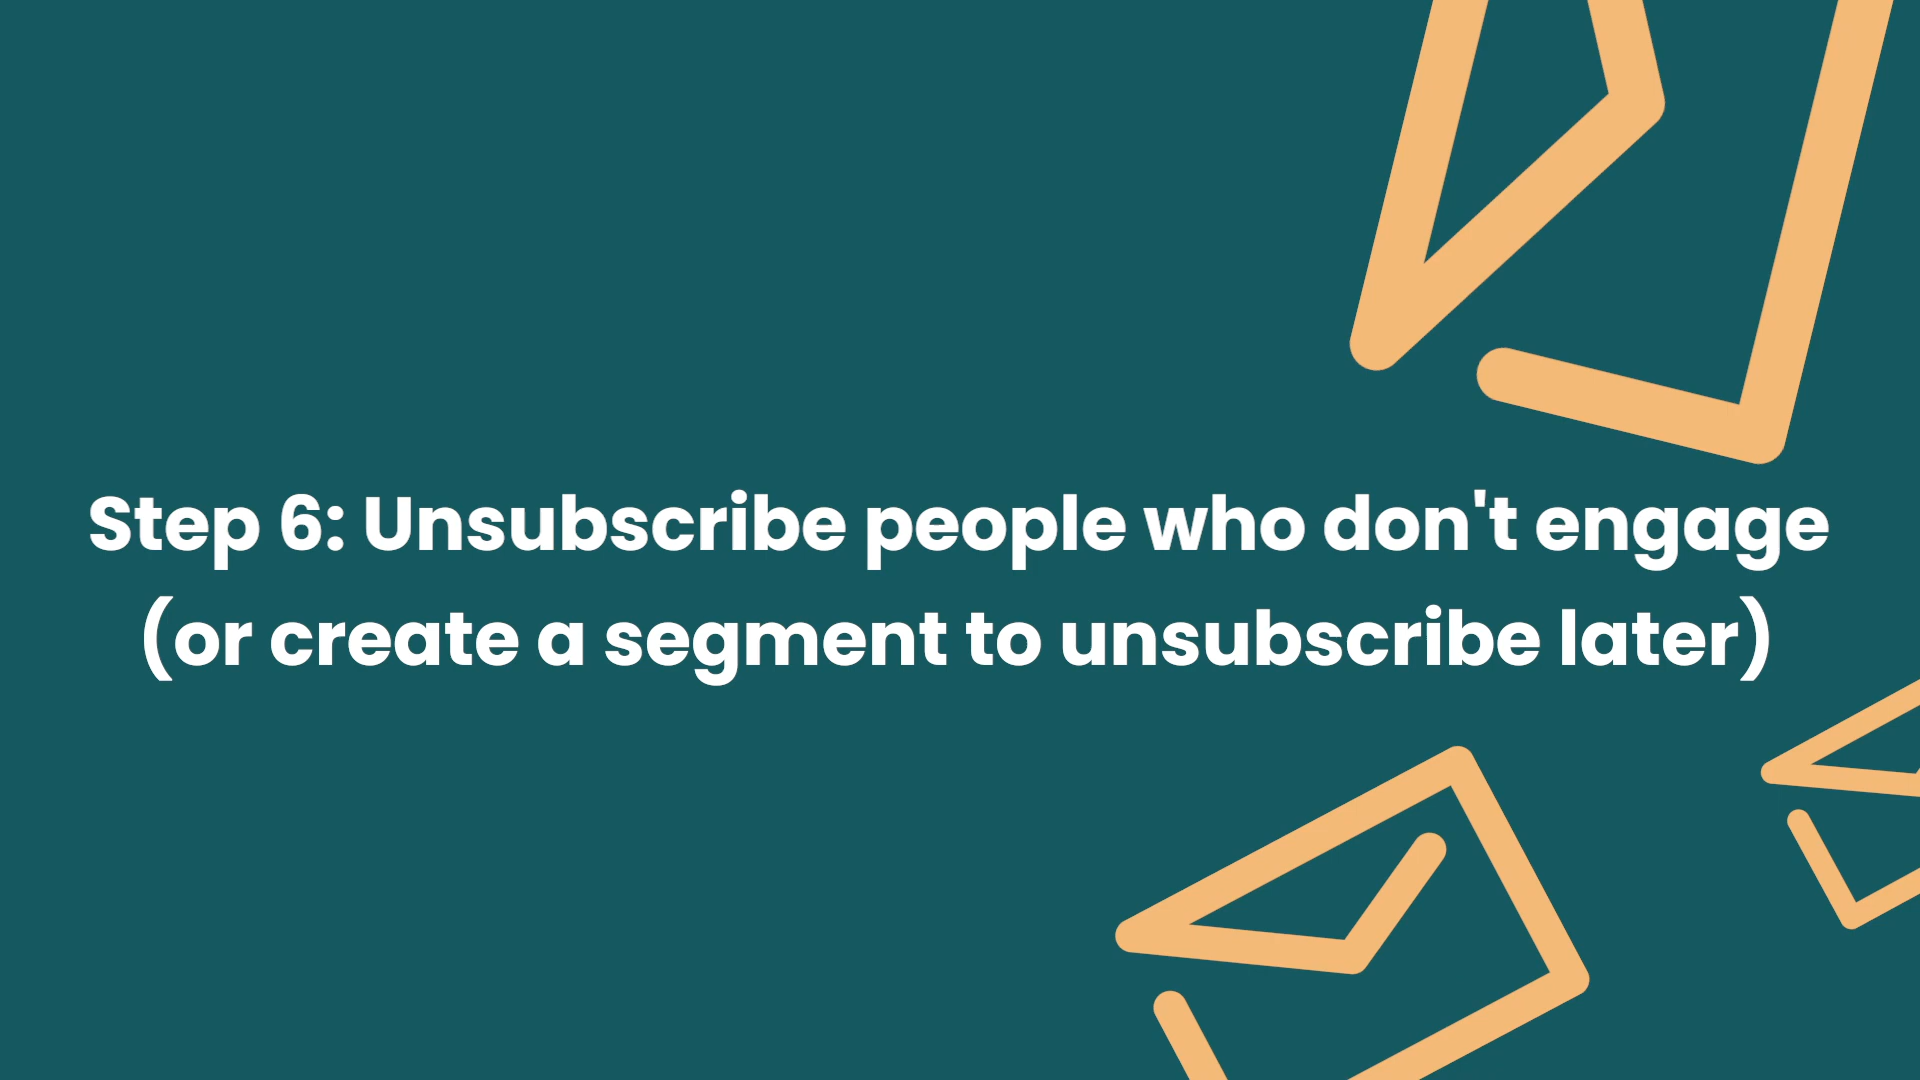 Step 6: Unsubscribe people who don't engage
(or create a segment to unsubscribe later)